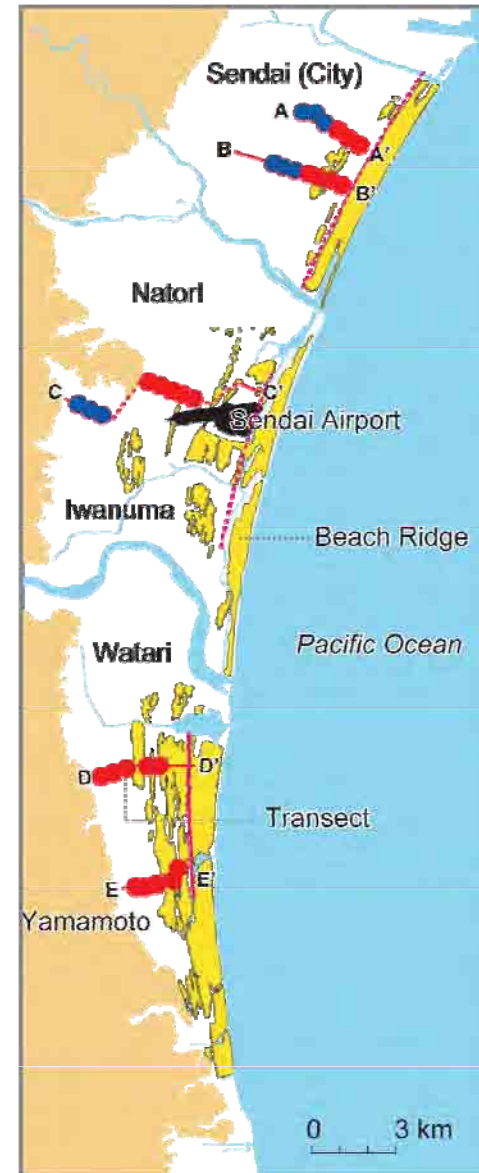 Sendai (City)
A
A'
B
B'
Natori
C
C'
Sendai Airport
Iwanuma
Beach Ridge
Pacific Ocean
Watari
D
D'
Transect
E
E'
Yamamoto
0 3 km